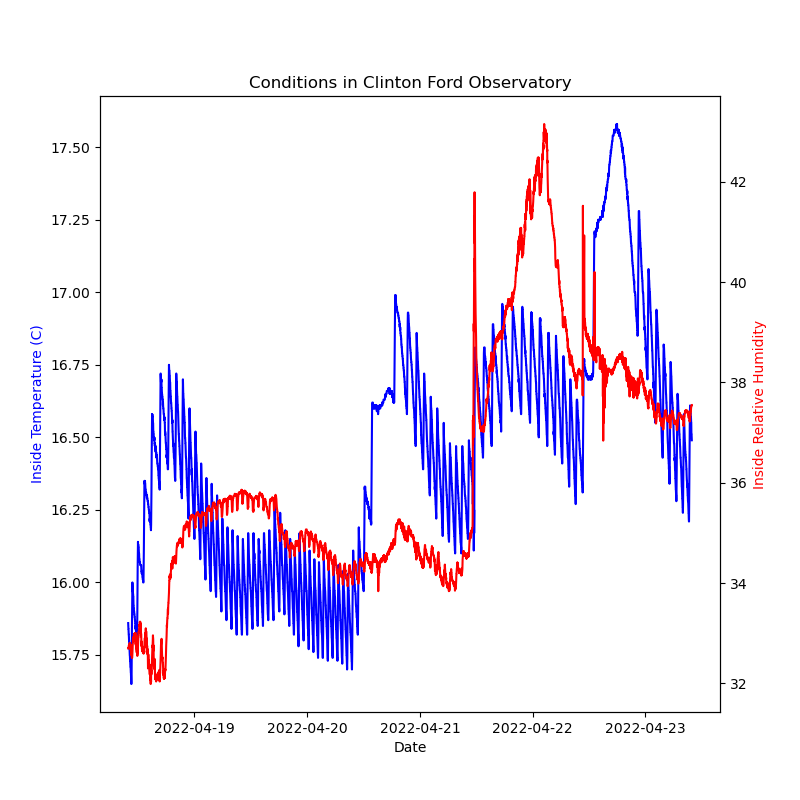 Conditions in Clinton Ford Observatory
17.50
17.25
17.00
16.75
16.50
16.25
16.00
15.75
Inside Temperature (C)
42
40
38
36
34
32
Inside Relative Humidity
2022-04-19 2022-04-20 2022-04-21 2022-04-22 2022-04-23
Date